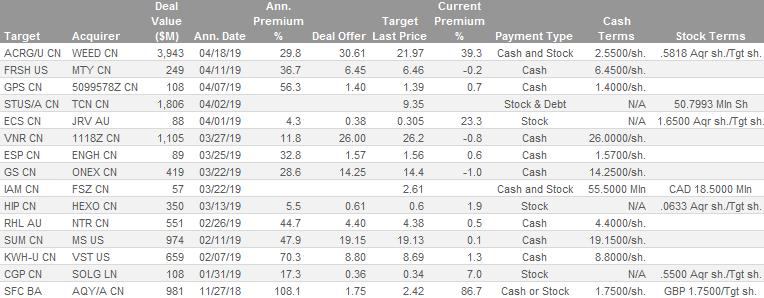 Deal Ann. Current
Deal Value Premium Target Premium Cash
Target Acquirer ($M) Ann. Date % Deal Offer Last Price % Payment Type Terms Stock Terms
ACRG/U CN WEED CN 3,943 04/18/19 29.8 30.61 21.97 39.3 Cash and Stock 2.5500/sh. .5818 Aqr sh./Tgt sh.
FRSH US MTY CN 249 04/11/19 36.7 6.45 6.46 -0.2 Cash 6.4500/sh.
GPS CN 5099578Z CN 108 04/07/19 56.3 1.40 1.39 0.7 Cash 1.4000/sh.
STUS/A CN TCN CN 1,806 04/02/19 9.35 Stock & Debt N/A 50.7993 Mln Sh
ECS CN JRV AU 88 04/01/19 4.3 0.38 0.305 23.3 Stock N/A 1.6500 Aqr sh./Tgt sh.
VNR CN 1118Z CN 1,105 03/27/19 11.8 26.00 26.2 -0.8 Cash 26.0000/sh.
ESP CN ENGH CN 89 03/25/19 32.8 1.57 1.56 0.6 Cash 1.5700/sh.
GS CN ONEX CN 419 03/22/19 28.6 14.25 14.4 -1.0 Cash 14.2500/sh.
IAM CN FSZ CN 57 03/22/19 2.61 Cash and Stock 55.5000 Mln CAD 18.5000 Mln
HIP CN HEXO CN 350 03/13/19 5.5 0.61 0.6 1.9 Stock N/A .0633 Aqr sh./Tgt sh.
RHL AU NTR CN 551 02/26/19 44.7 4.40 4.38 0.5 Cash 4.4000/sh.
SUM CN MS US 974 02/11/19 47.9 19.15 19.13 0.1 Cash 19.1500/sh.
KWH-U CN VST US 659 02/07/19 70.3 8.80 8.69 1.3 Cash 8.8000/sh.
CGP CN SOLG LN 108 01/31/19 17.3 0.36 0.34 7.0 Stock N/A .5500 Aqr sh./Tgt sh.
SFC BA AQY/A CN 981 11/27/18 108.1 1.75 2.42 86.7 Cash or Stock 1.7500/sh. GBP 1.7500/Tgt sh.